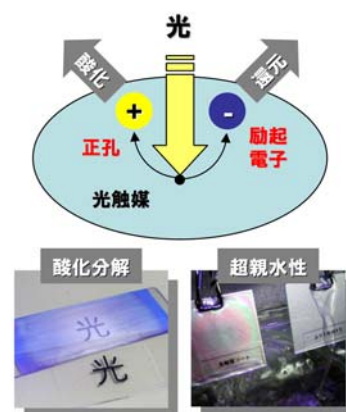 光
酸化
還元
+
-
正孔
励起
電子
光触媒
酸化分解
超親水性
光
光